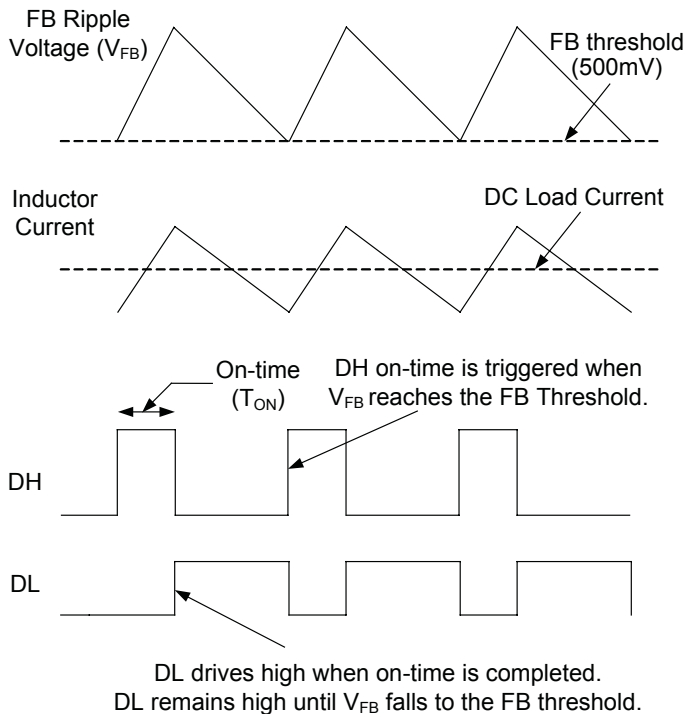 FB Ripple
Voltage (VFB)
FB threshold
(500mV)
Inductor
Current
DC Load Current
On-time
(TON)
DH on-time is triggered when
VFB reaches the FB Threshold.
DH
DL
DL drives high when on-time is completed.
DL remains high until VFB falls to the FB threshold.